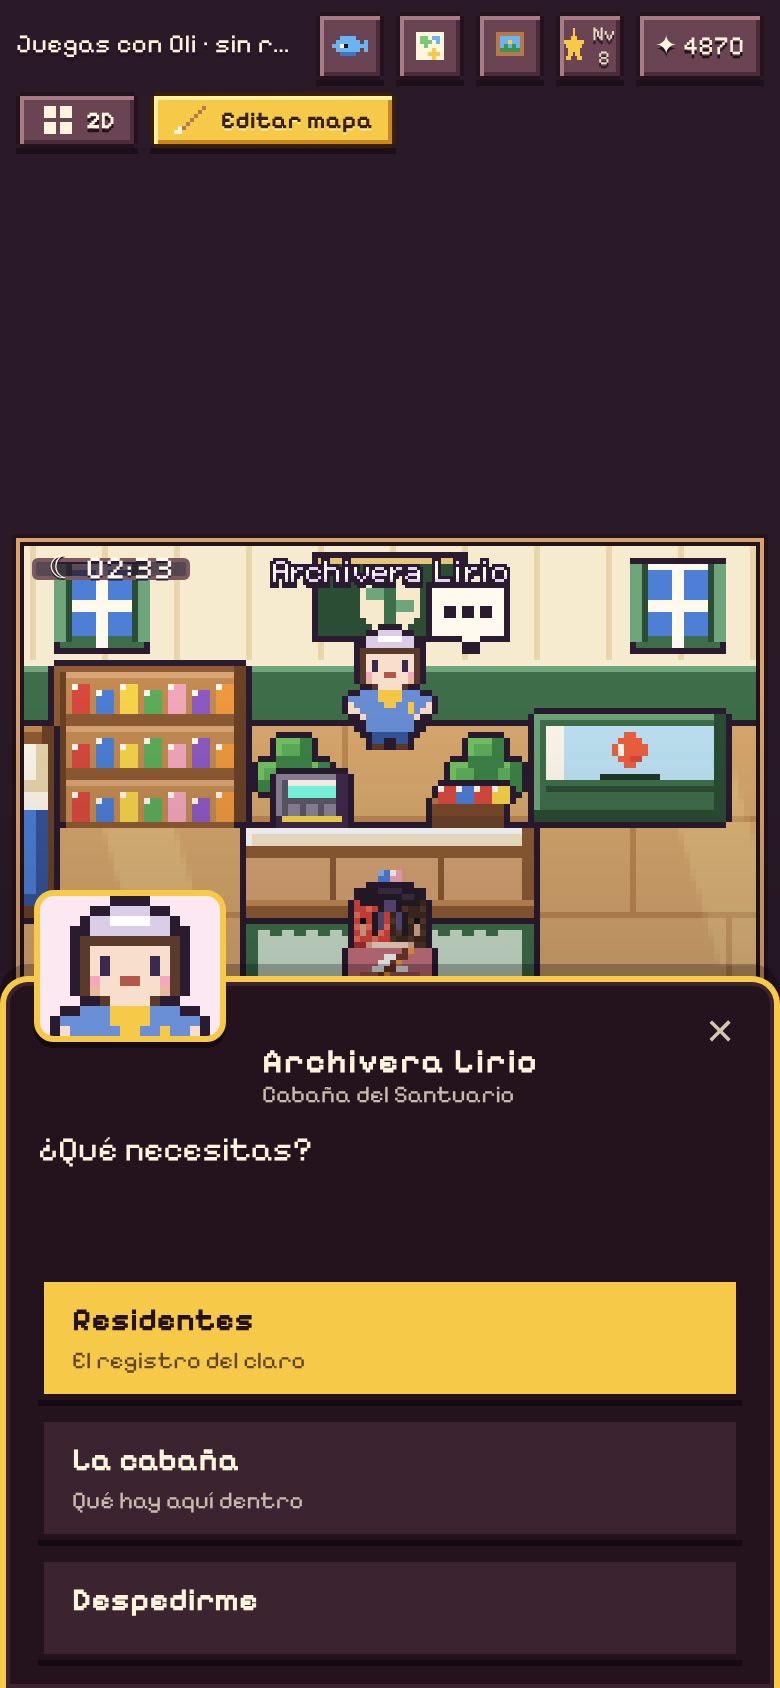 Juegas con Oli · sin r...
Nv
8
✦ 4870
2D
Editar mapa
02:33
Archivera Lirio
Archivera Lirio
Cabaña del Santuario
¿Qué necesitas?
Residentes
El registro del claro
La cabaña
Qué hay aquí dentro
Despedirme